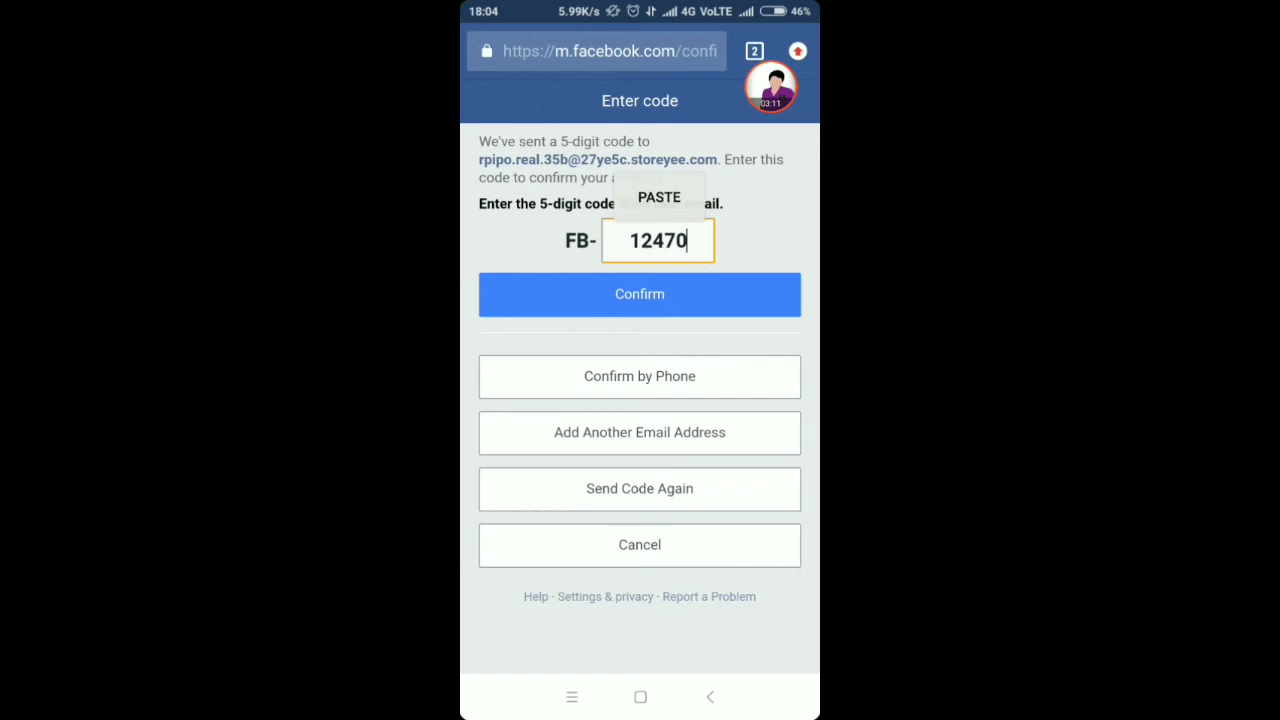 18:04 5.99K/s 4G VoLTE 46%
https://m.facebook.com/confi 2
03:11
Enter code
We've sent a 5-digit code to
rpipo.real.35b@27ye5c.storeyee.com. Enter this
code to confirm your
PASTE
Enter the 5-digit code ail.
FB- 12470
Confirm
Confirm by Phone
Add Another Email Address
Send Code Again
Cancel
Help · Settings & privacy · Report a Problem